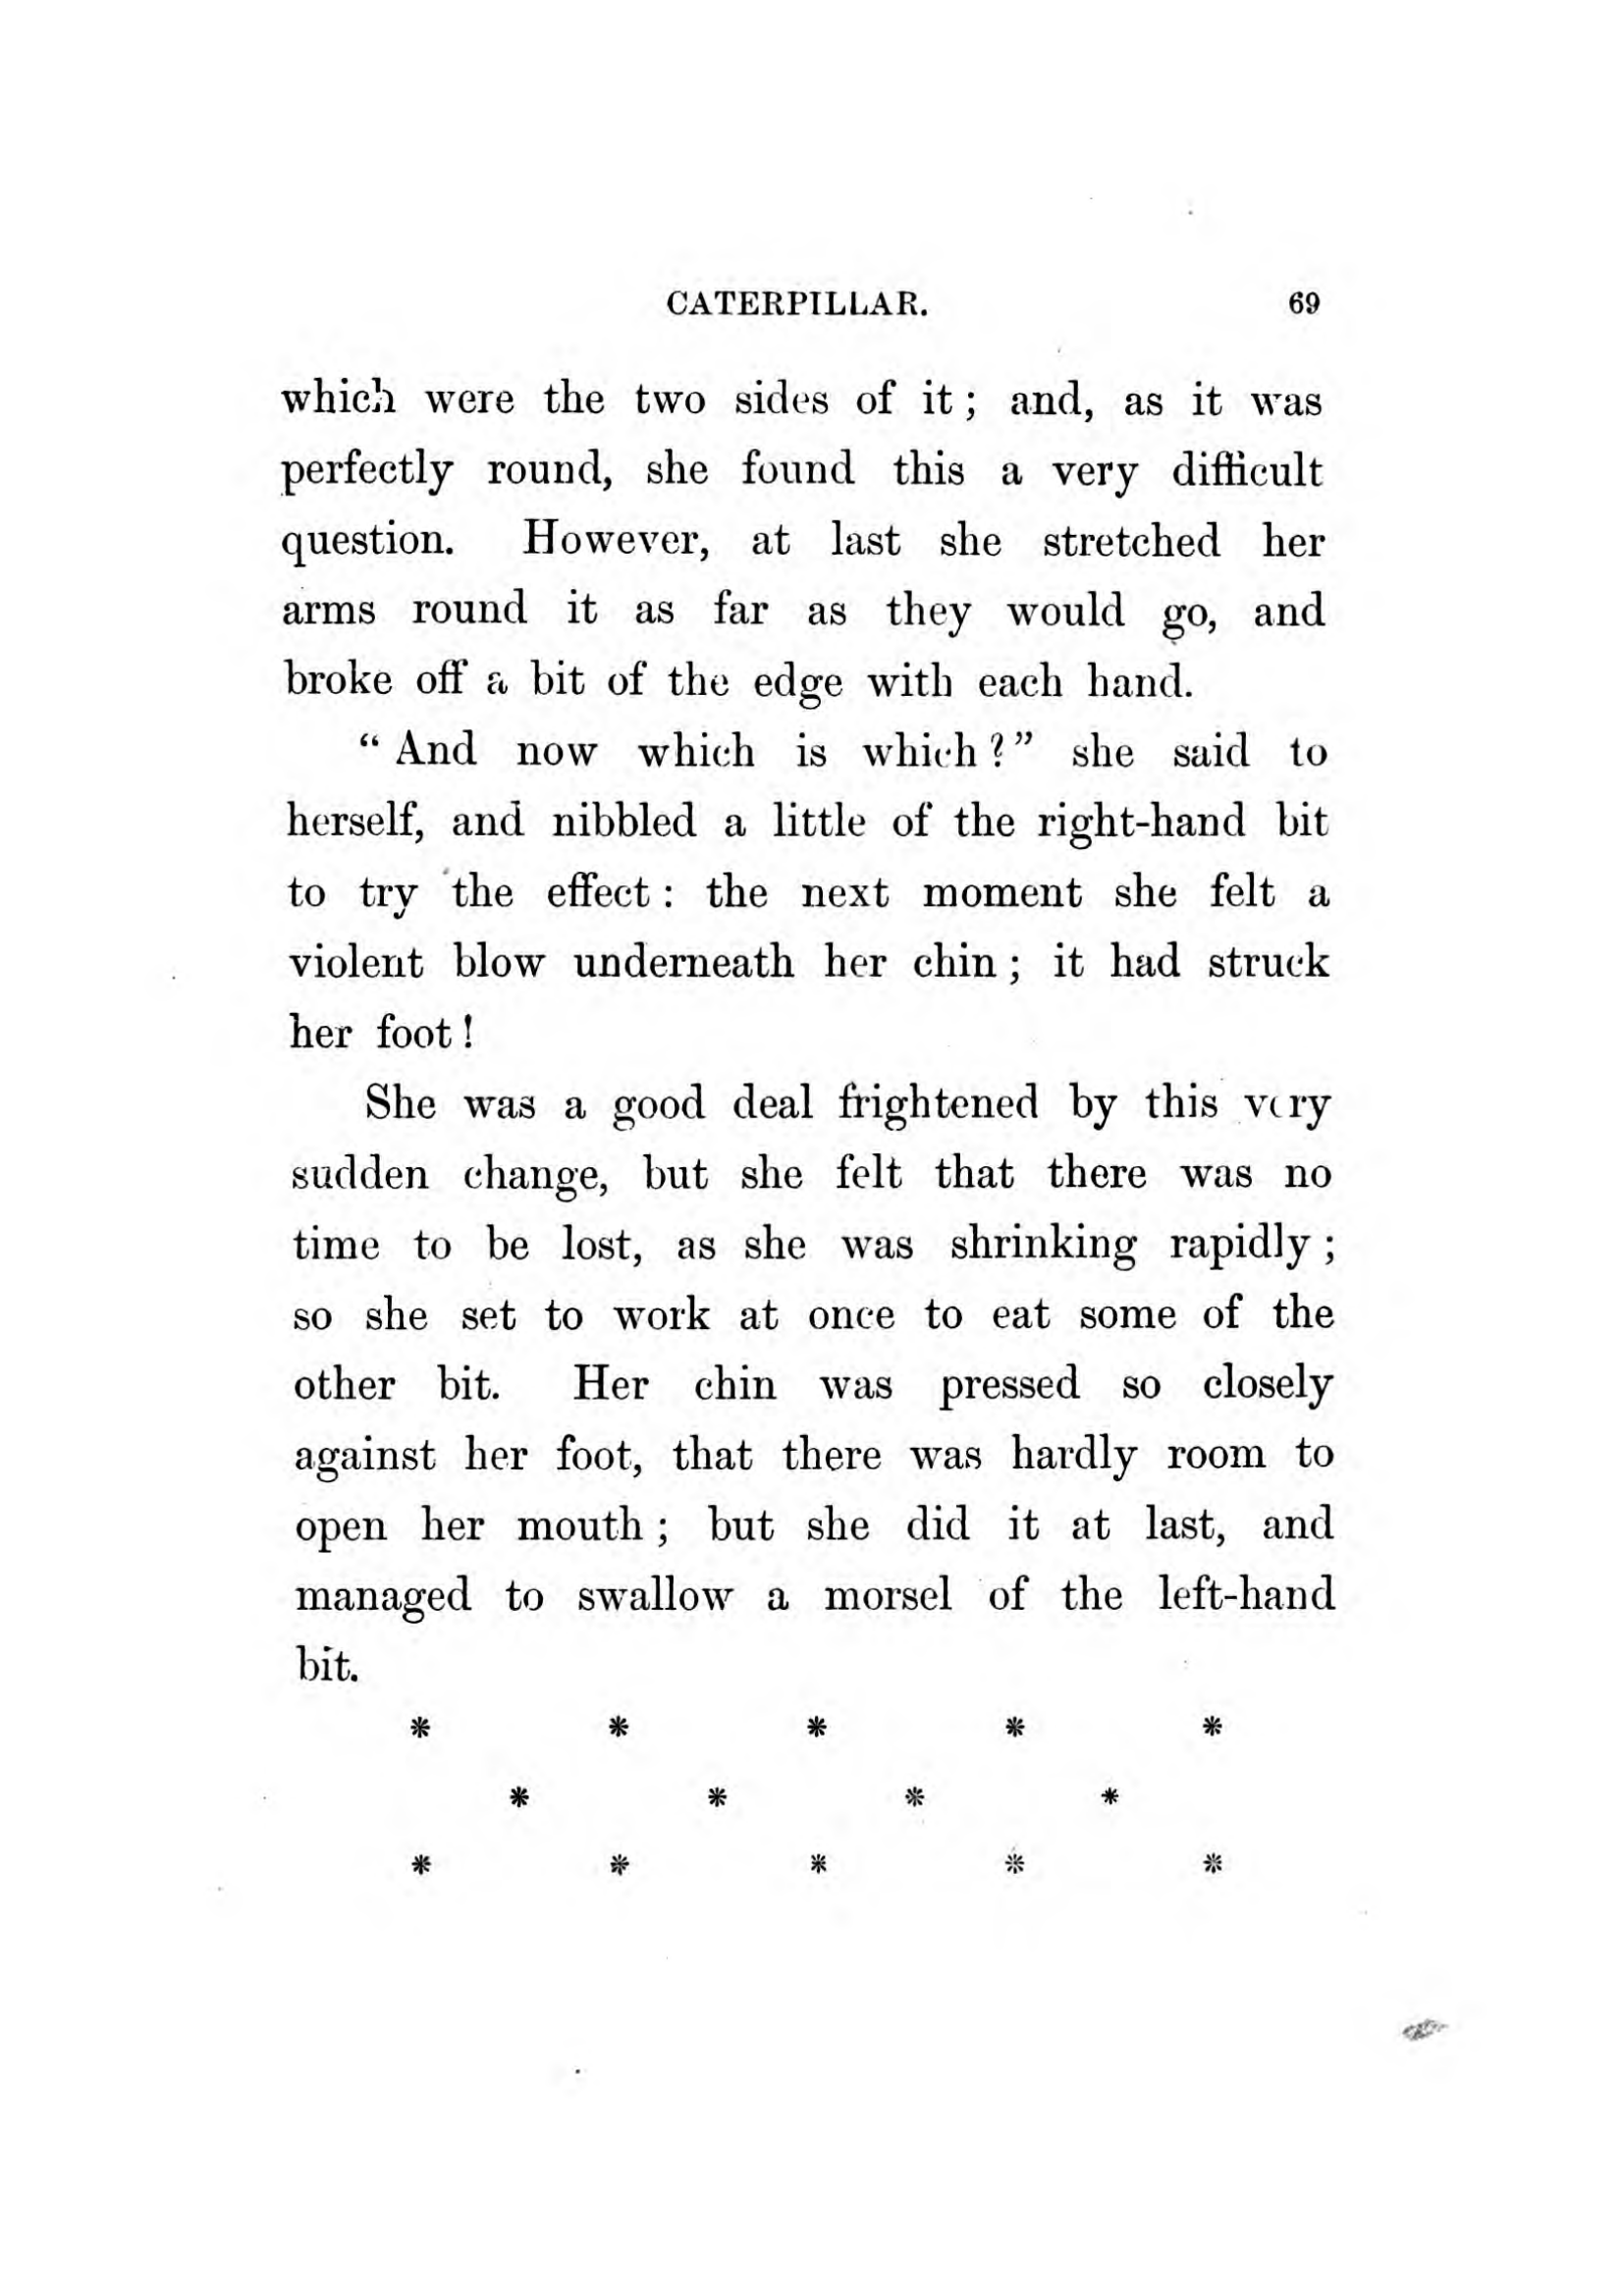 CATERPILLAR. 69
which were the two sides of it; and, as it was
perfectly round, she found this a very difficult
question. However, at last she stretched her
arms round it as far as they would go, and
broke off a bit of the edge with each hand.
“And now which is which?” she said to
herself, and nibbled a little of the right-hand bit
to try the effect: the next moment she felt a
violent blow underneath her chin; it had struck
her foot!
She was a good deal frightened by this very
sudden change, but she felt that there was no
time to be lost, as she was shrinking rapidly;
so she set to work at once to eat some of the
other bit. Her chin was pressed so closely
against her foot, that there was hardly room to
open her mouth; but she did it at last, and
managed to swallow a morsel of the left-hand
bit.
* * * * *
* * * *
* * * * *